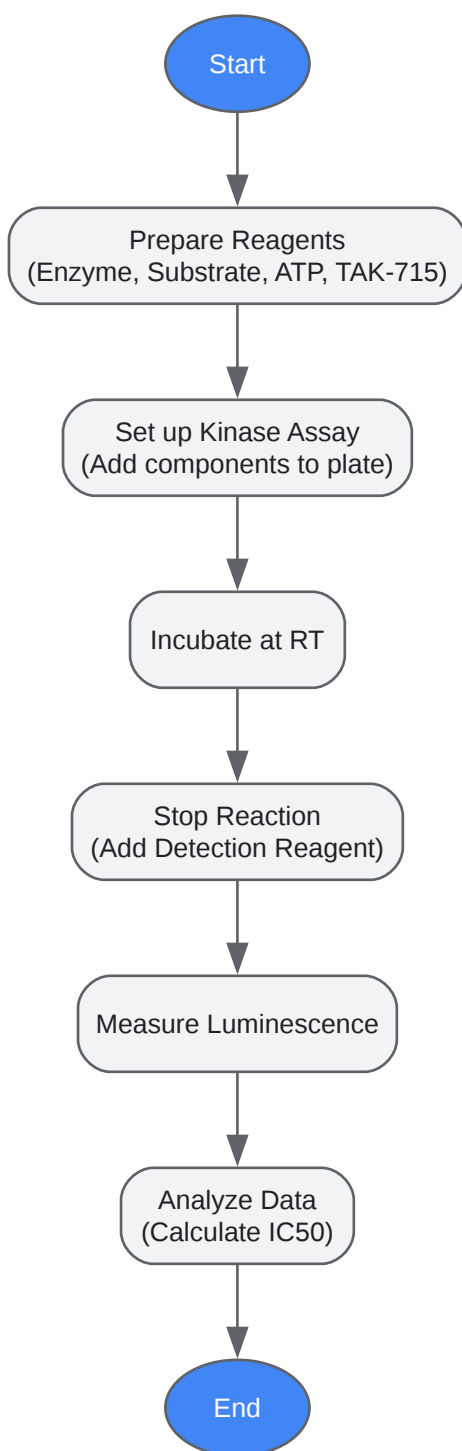 Start
Prepare Reagents
(Enzyme, Substrate, ATP, TAK-715)
Set up Kinase Assay
(Add components to plate)
Incubate at RT
Stop Reaction
(Add Detection Reagent)
Measure Luminescence
Analyze Data
(Calculate IC50)
End